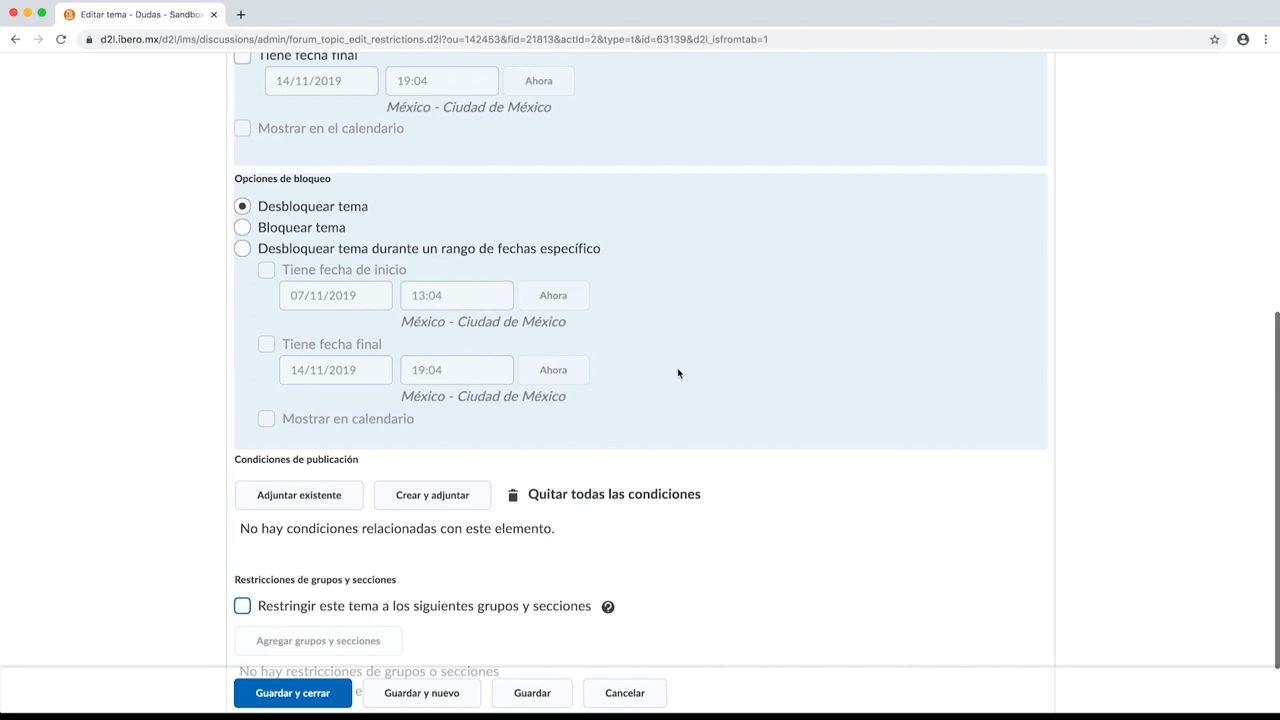 Editar tema - Dudas - Sandbo
d2l.ibero.mx/d2l/lms/discussions/admin/forum_topic_edit_restrictions.d2l?ou=142453&fid=21813&actId=2&type=t&id=63139&d2l_isfromtab=1
Tiene fecha final
14/11/2019 19:04 Ahora
México - Ciudad de México
Mostrar en el calendario
Opciones de bloqueo
Desbloquear tema
Bloquear tema
Desbloquear tema durante un rango de fechas específico
Tiene fecha de inicio
07/11/2019 13:04 Ahora
México - Ciudad de México
Tiene fecha final
14/11/2019 19:04 Ahora
México - Ciudad de México
Mostrar en calendario
Condiciones de publicación
Adjuntar existente Crear y adjuntar Quitar todas las condiciones
No hay condiciones relacionadas con este elemento.
Restricciones de grupos y secciones
Restringir este tema a los siguientes grupos y secciones
Agregar grupos y secciones
No hay restricciones de grupos o secciones
Guardar y cerrar Guardar y nuevo Guardar Cancelar